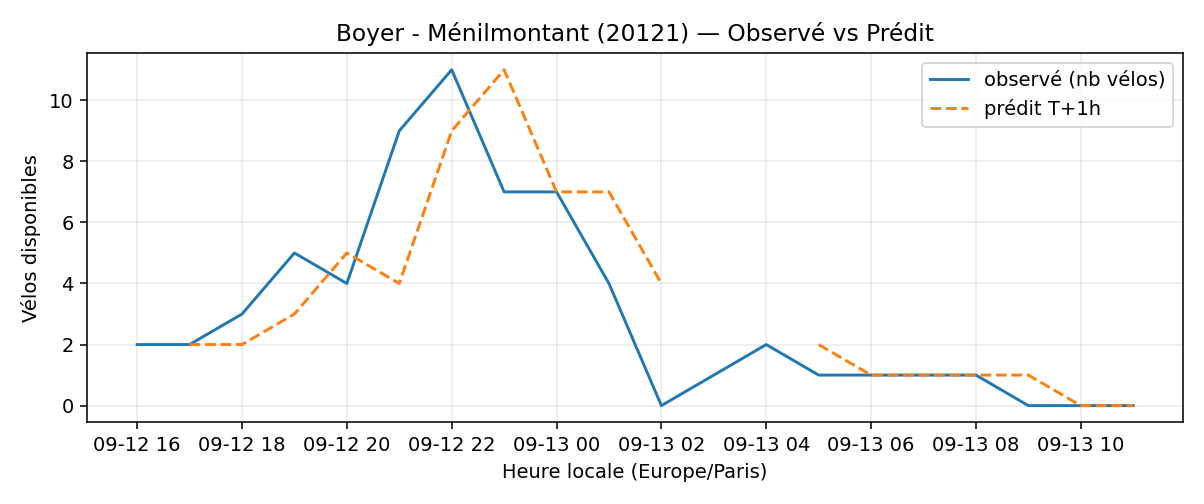 Boyer - Ménilmontant (20121) — Observé vs Prédit
observé (nb vélos)
prédit T+1h
Vélos disponibles
10
8
6
4
2
0
09-12 16 09-12 18 09-12 20 09-12 22 09-13 00 09-13 02 09-13 04 09-13 06 09-13 08 09-13 10
Heure locale (Europe/Paris)